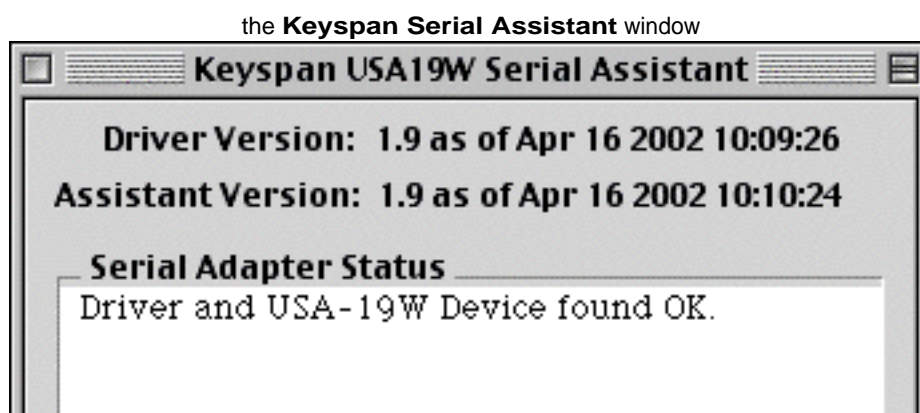 the Keyspan Serial Assistant window
Keyspan USA19W Serial Assistant
Driver Version: 1.9 as of Apr 16 2002 10:09:26
Assistant Version: 1.9 as of Apr 16 2002 10:10:24
Serial Adapter Status
Driver and USA-19W Device found OK.